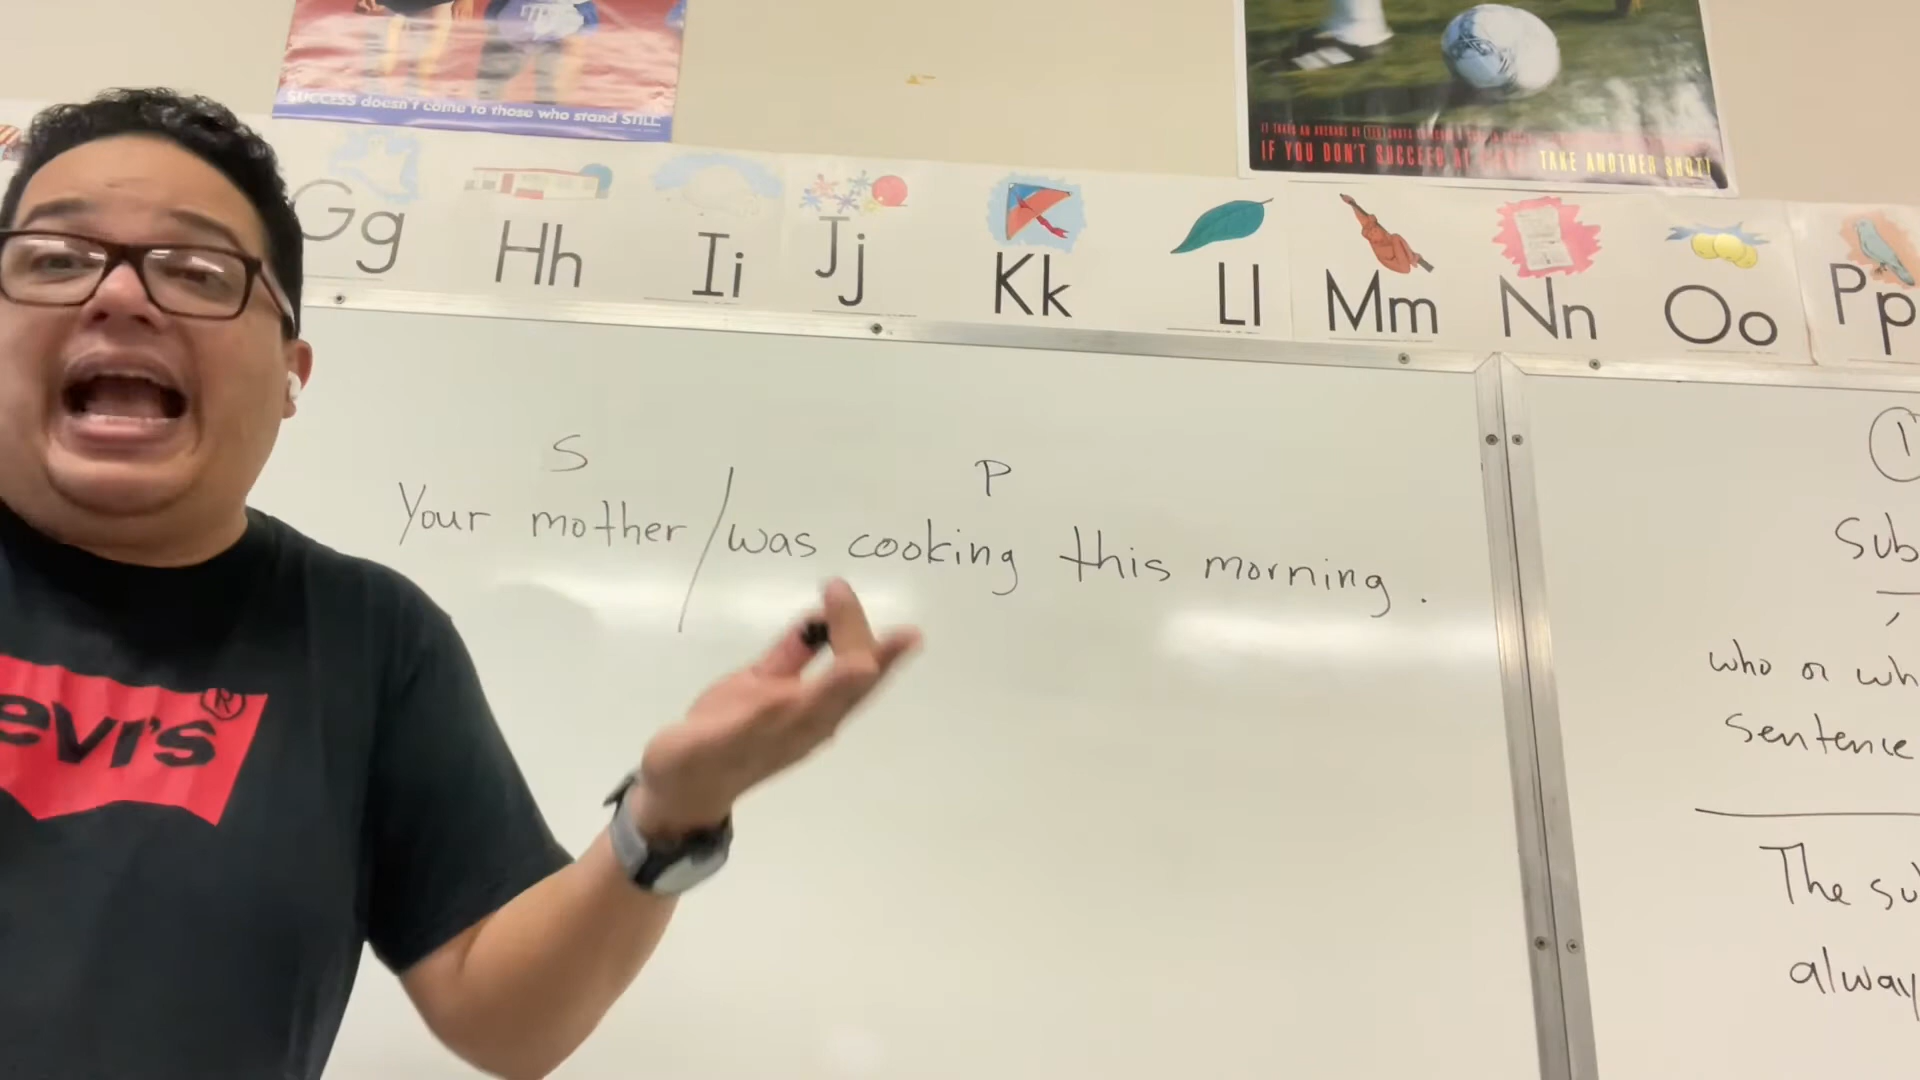 SUCCESS doesn't come to those who stand STILL
IF YOU DON'T SUCCEED AT FIRST, TAKE ANOTHER SHOT!
Gg Hh Ii Jj Kk Ll Mm Nn Oo Pp
S P
Your mother / was cooking this morning.
1
Sub
who or wh
sentence
The su
alway
evi's ®